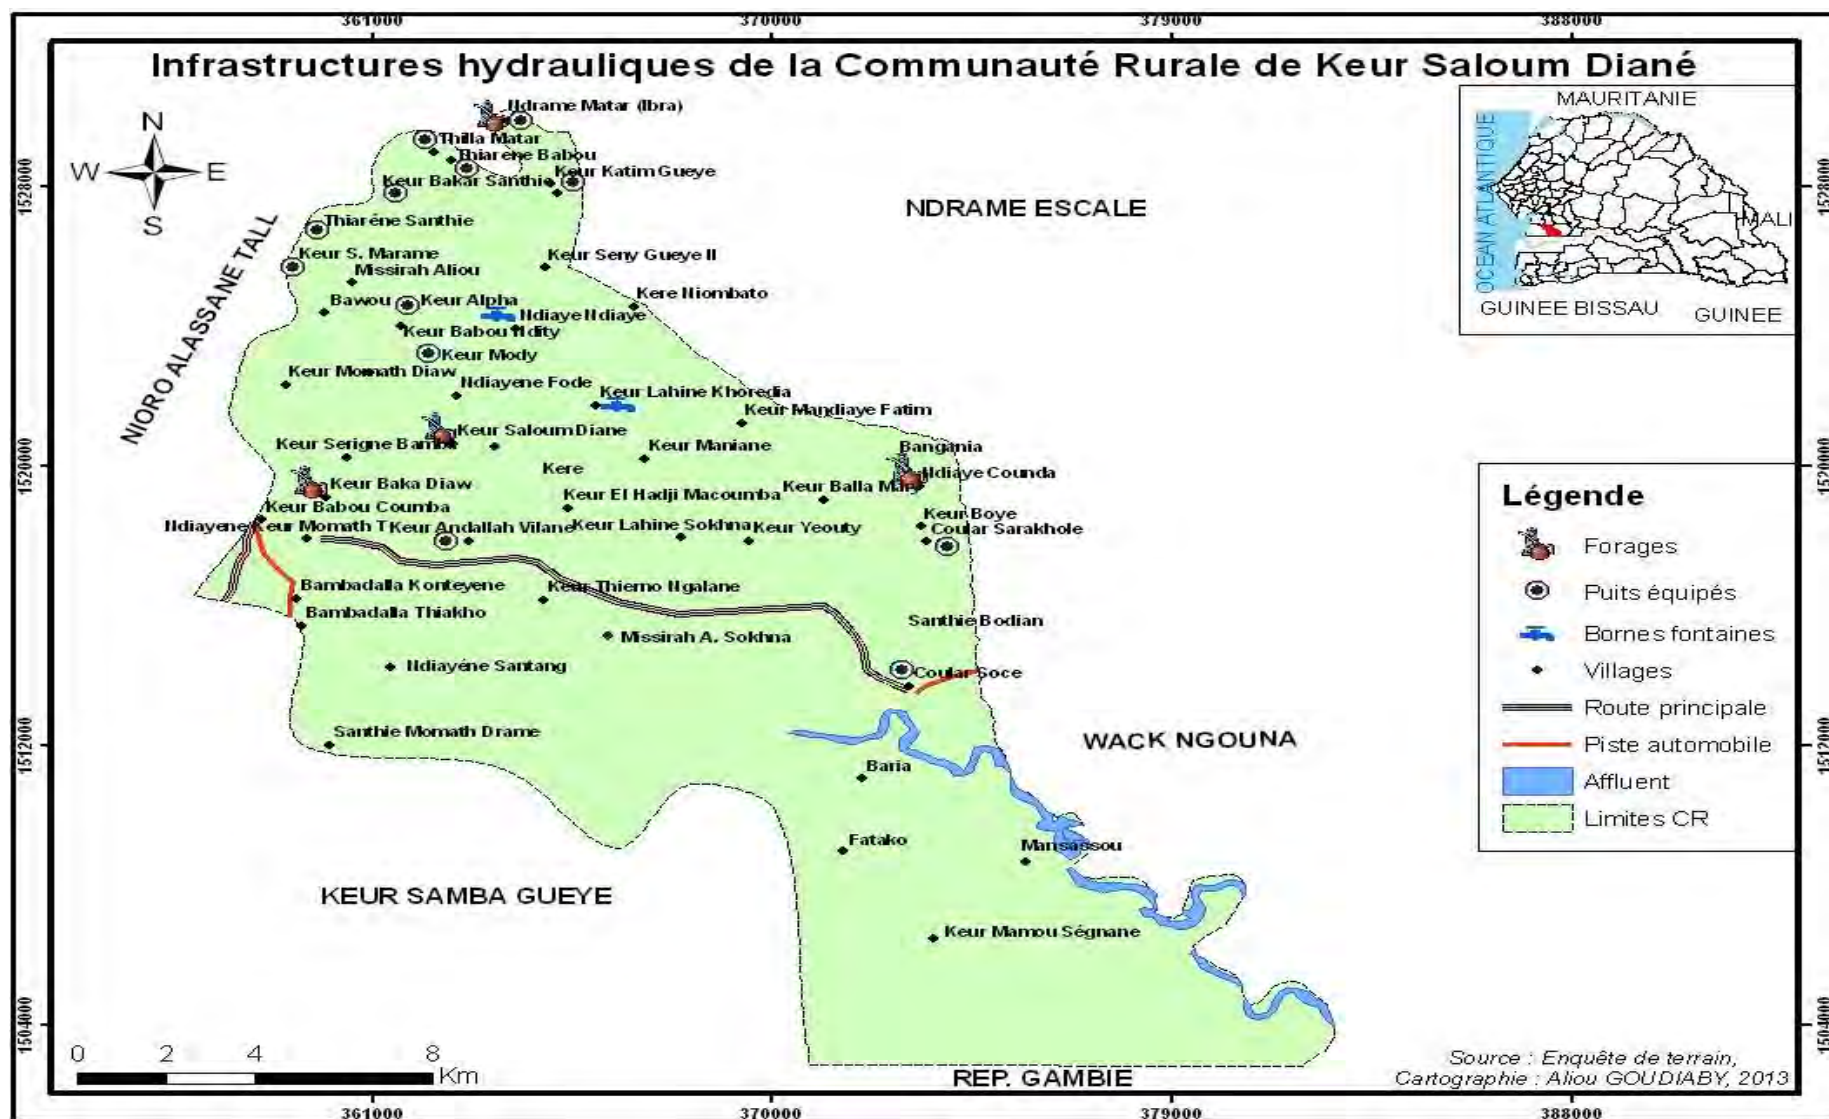 361000 370000 379000 388000
Infrastructures hydrauliques de la Communauté Rurale de Keur Saloum Diané
N
W E
S
MAURITANIE
OCEAN ATLANTIQUE
MALI
GUINEE BISSAU
GUINEE
1528000 1528000
1520000 1520000
1512000 1512000
1504000 1504000
NIORO ALASSANE TALL
NDRAME ESCALE
WACK NGOUNA
KEUR SAMBA GUEYE
REP. GAMBIE
Ndrame Matar (Ibra)
Thilla Matar
Thiarene Babou
Keur Katim Gueye
Keur Bakar Santhie
Thiaréne Santhie
Keur S. Marame
Keur Seny Gueye II
Missirah Aliou
Kere Niombato
Bawou
Keur Alpha
Ndiaye Ndiaye
Keur Babou Ndity
Keur Mody
Keur Momath Diaw
Ndiayene Fode
Keur Lahine Khoredia
Keur Mandiaye Fatim
Keur Saloum Diane
Keur Serigne Bamba
Keur Maniane
Bangania
Kere
Ndiaye Counda
Keur Baka Diaw
Keur El Hadji Macoumba
Keur Balla Mary
Keur Babou Coumba
Keur Boye
Ndiayene Keur Momath T
Keur Andallah Vilane
Keur Lahine Sokhna
Keur Yeouty
Coular Sarakhole
Bambadalla Konteyene
Keur Thierno Ngalane
Bambadalla Thiakho
Santhie Bodian
Missirah A. Sokhna
Ndiayéne Santang
Coular Soce
Santhie Momath Drame
Baria
Fatako
Mansassou
Keur Mamou Ségnane
Légende
Forages
Puits équipés
Bornes fontaines
Villages
Route principale
Piste automobile
Affluent
Limites CR
0 2 4 8
Km
Source : Enquête de terrain,
Cartographie : Aliou GOUDIABY, 2013
361000 370000 379000 388000